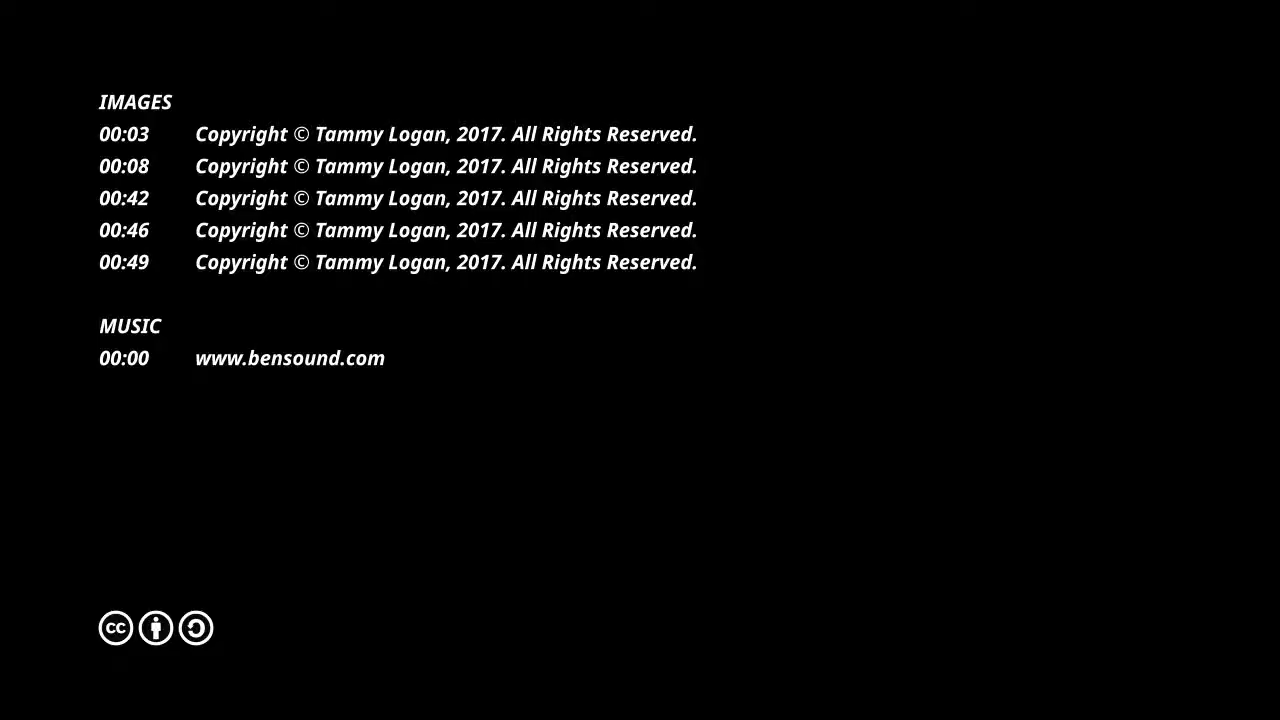 IMAGES
00:03 Copyright © Tammy Logan, 2017. All Rights Reserved.
00:08 Copyright © Tammy Logan, 2017. All Rights Reserved.
00:42 Copyright © Tammy Logan, 2017. All Rights Reserved.
00:46 Copyright © Tammy Logan, 2017. All Rights Reserved.
00:49 Copyright © Tammy Logan, 2017. All Rights Reserved.
MUSIC
00:00 www.bensound.com
cc